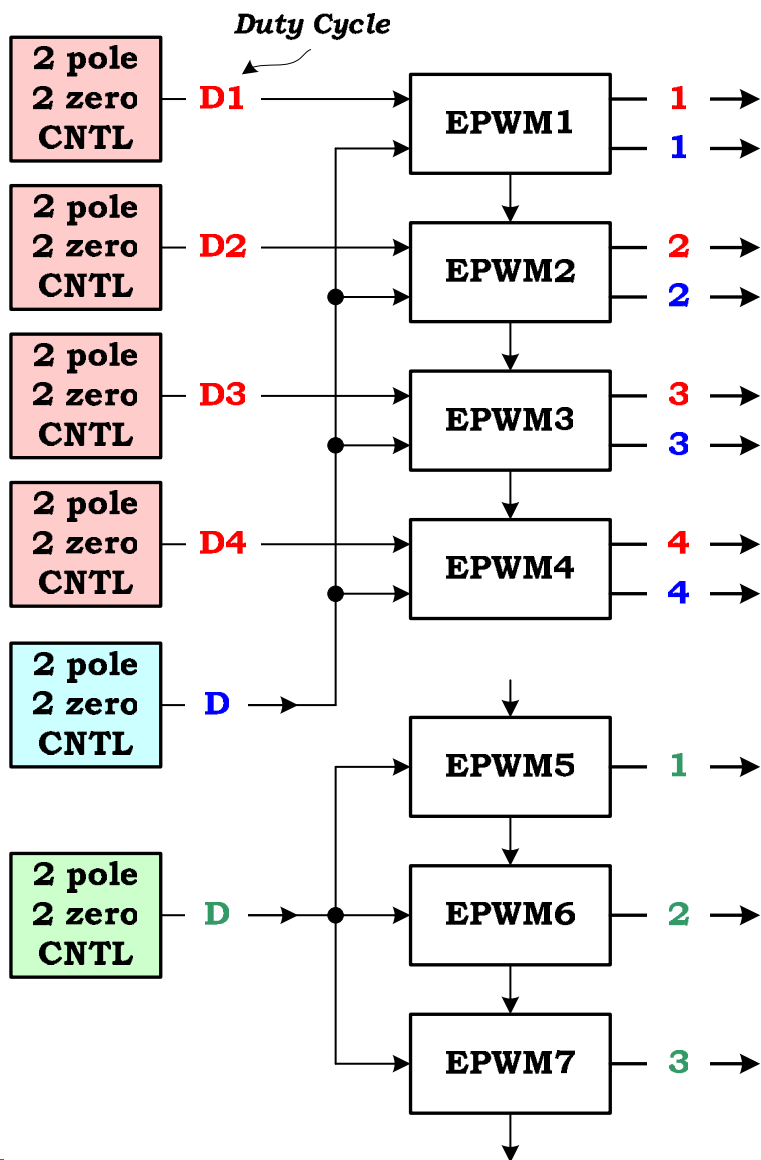 Duty Cycle
2 pole
2 zero
CNTL
D1
EPWM1
1
1
2 pole
2 zero
CNTL
D2
EPWM2
2
2
2 pole
2 zero
CNTL
D3
EPWM3
3
3
2 pole
2 zero
CNTL
D4
EPWM4
4
4
2 pole
2 zero
CNTL
D
EPWM5
1
2 pole
2 zero
CNTL
D
EPWM6
2
EPWM7
3